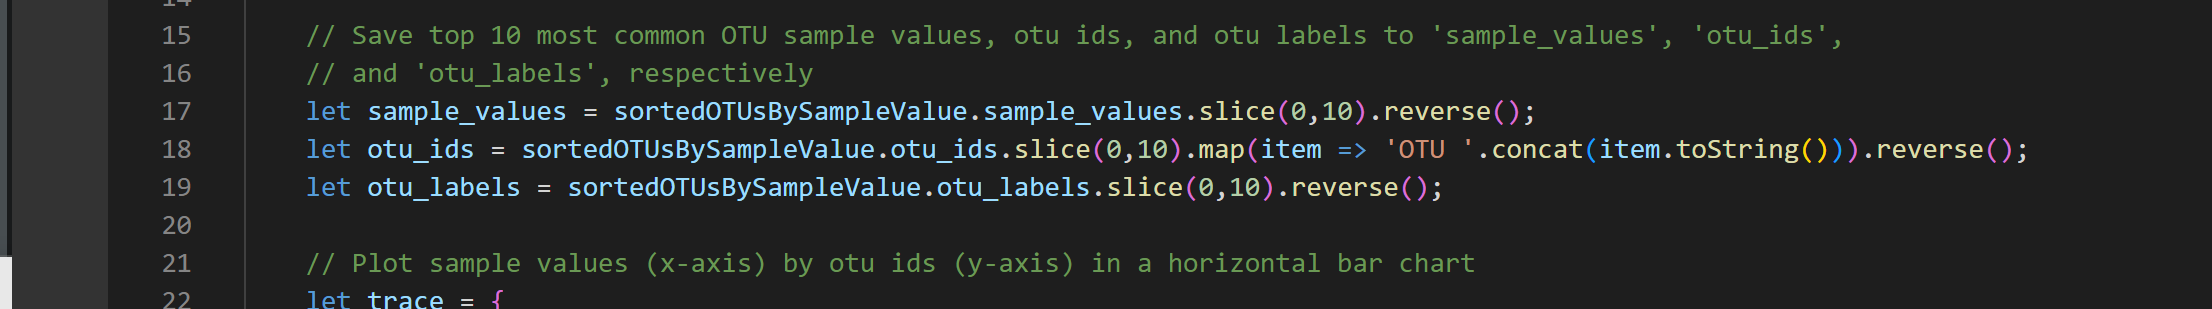 15 // Save top 10 most common OTU sample values, otu ids, and otu labels to 'sample_values', 'otu_ids',
16 // and 'otu_labels', respectively
17 let sample_values = sortedOTUsBySampleValue.sample_values.slice(0,10).reverse();
18 let otu_ids = sortedOTUsBySampleValue.otu_ids.slice(0,10).map(item => 'OTU '.concat(item.toString())).reverse();
19 let otu_labels = sortedOTUsBySampleValue.otu_labels.slice(0,10).reverse();
20
21 // Plot sample values (x-axis) by otu ids (y-axis) in a horizontal bar chart
22 let trace = {